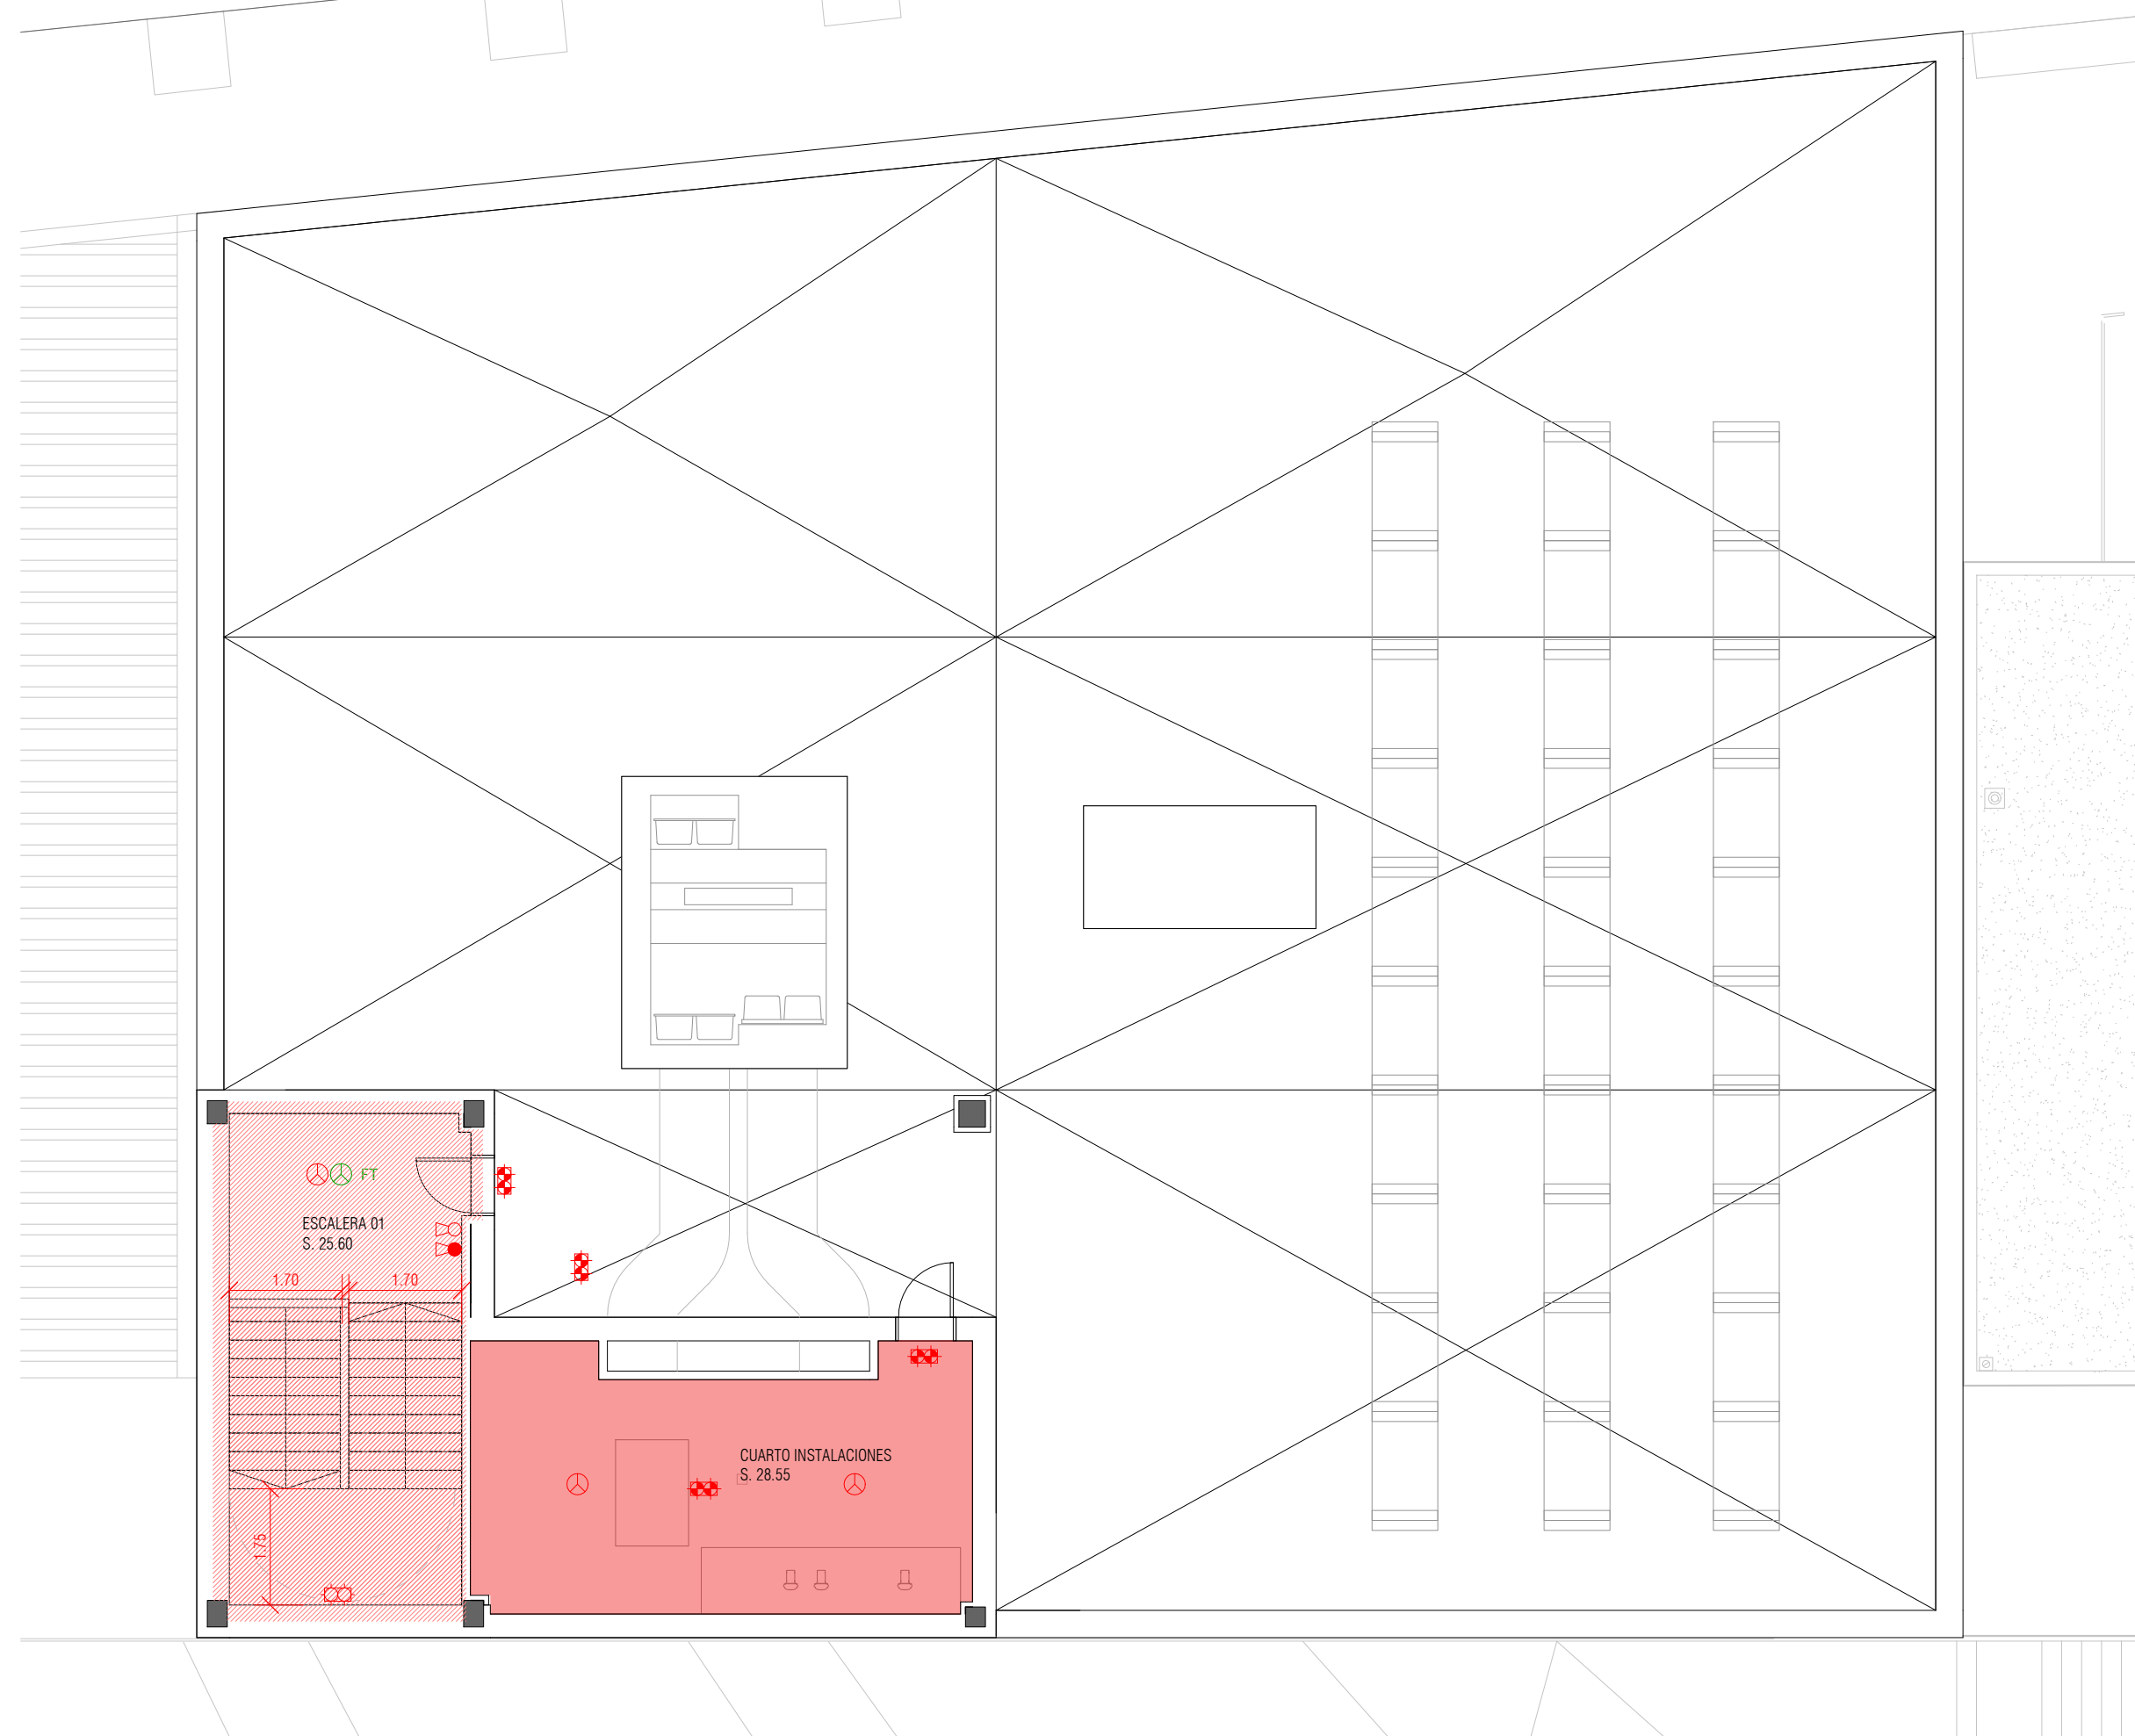 FT
ESCALERA 01
S. 25.60
1.70
1.70
CUARTO INSTALACIONES
S. 28.55
1.75